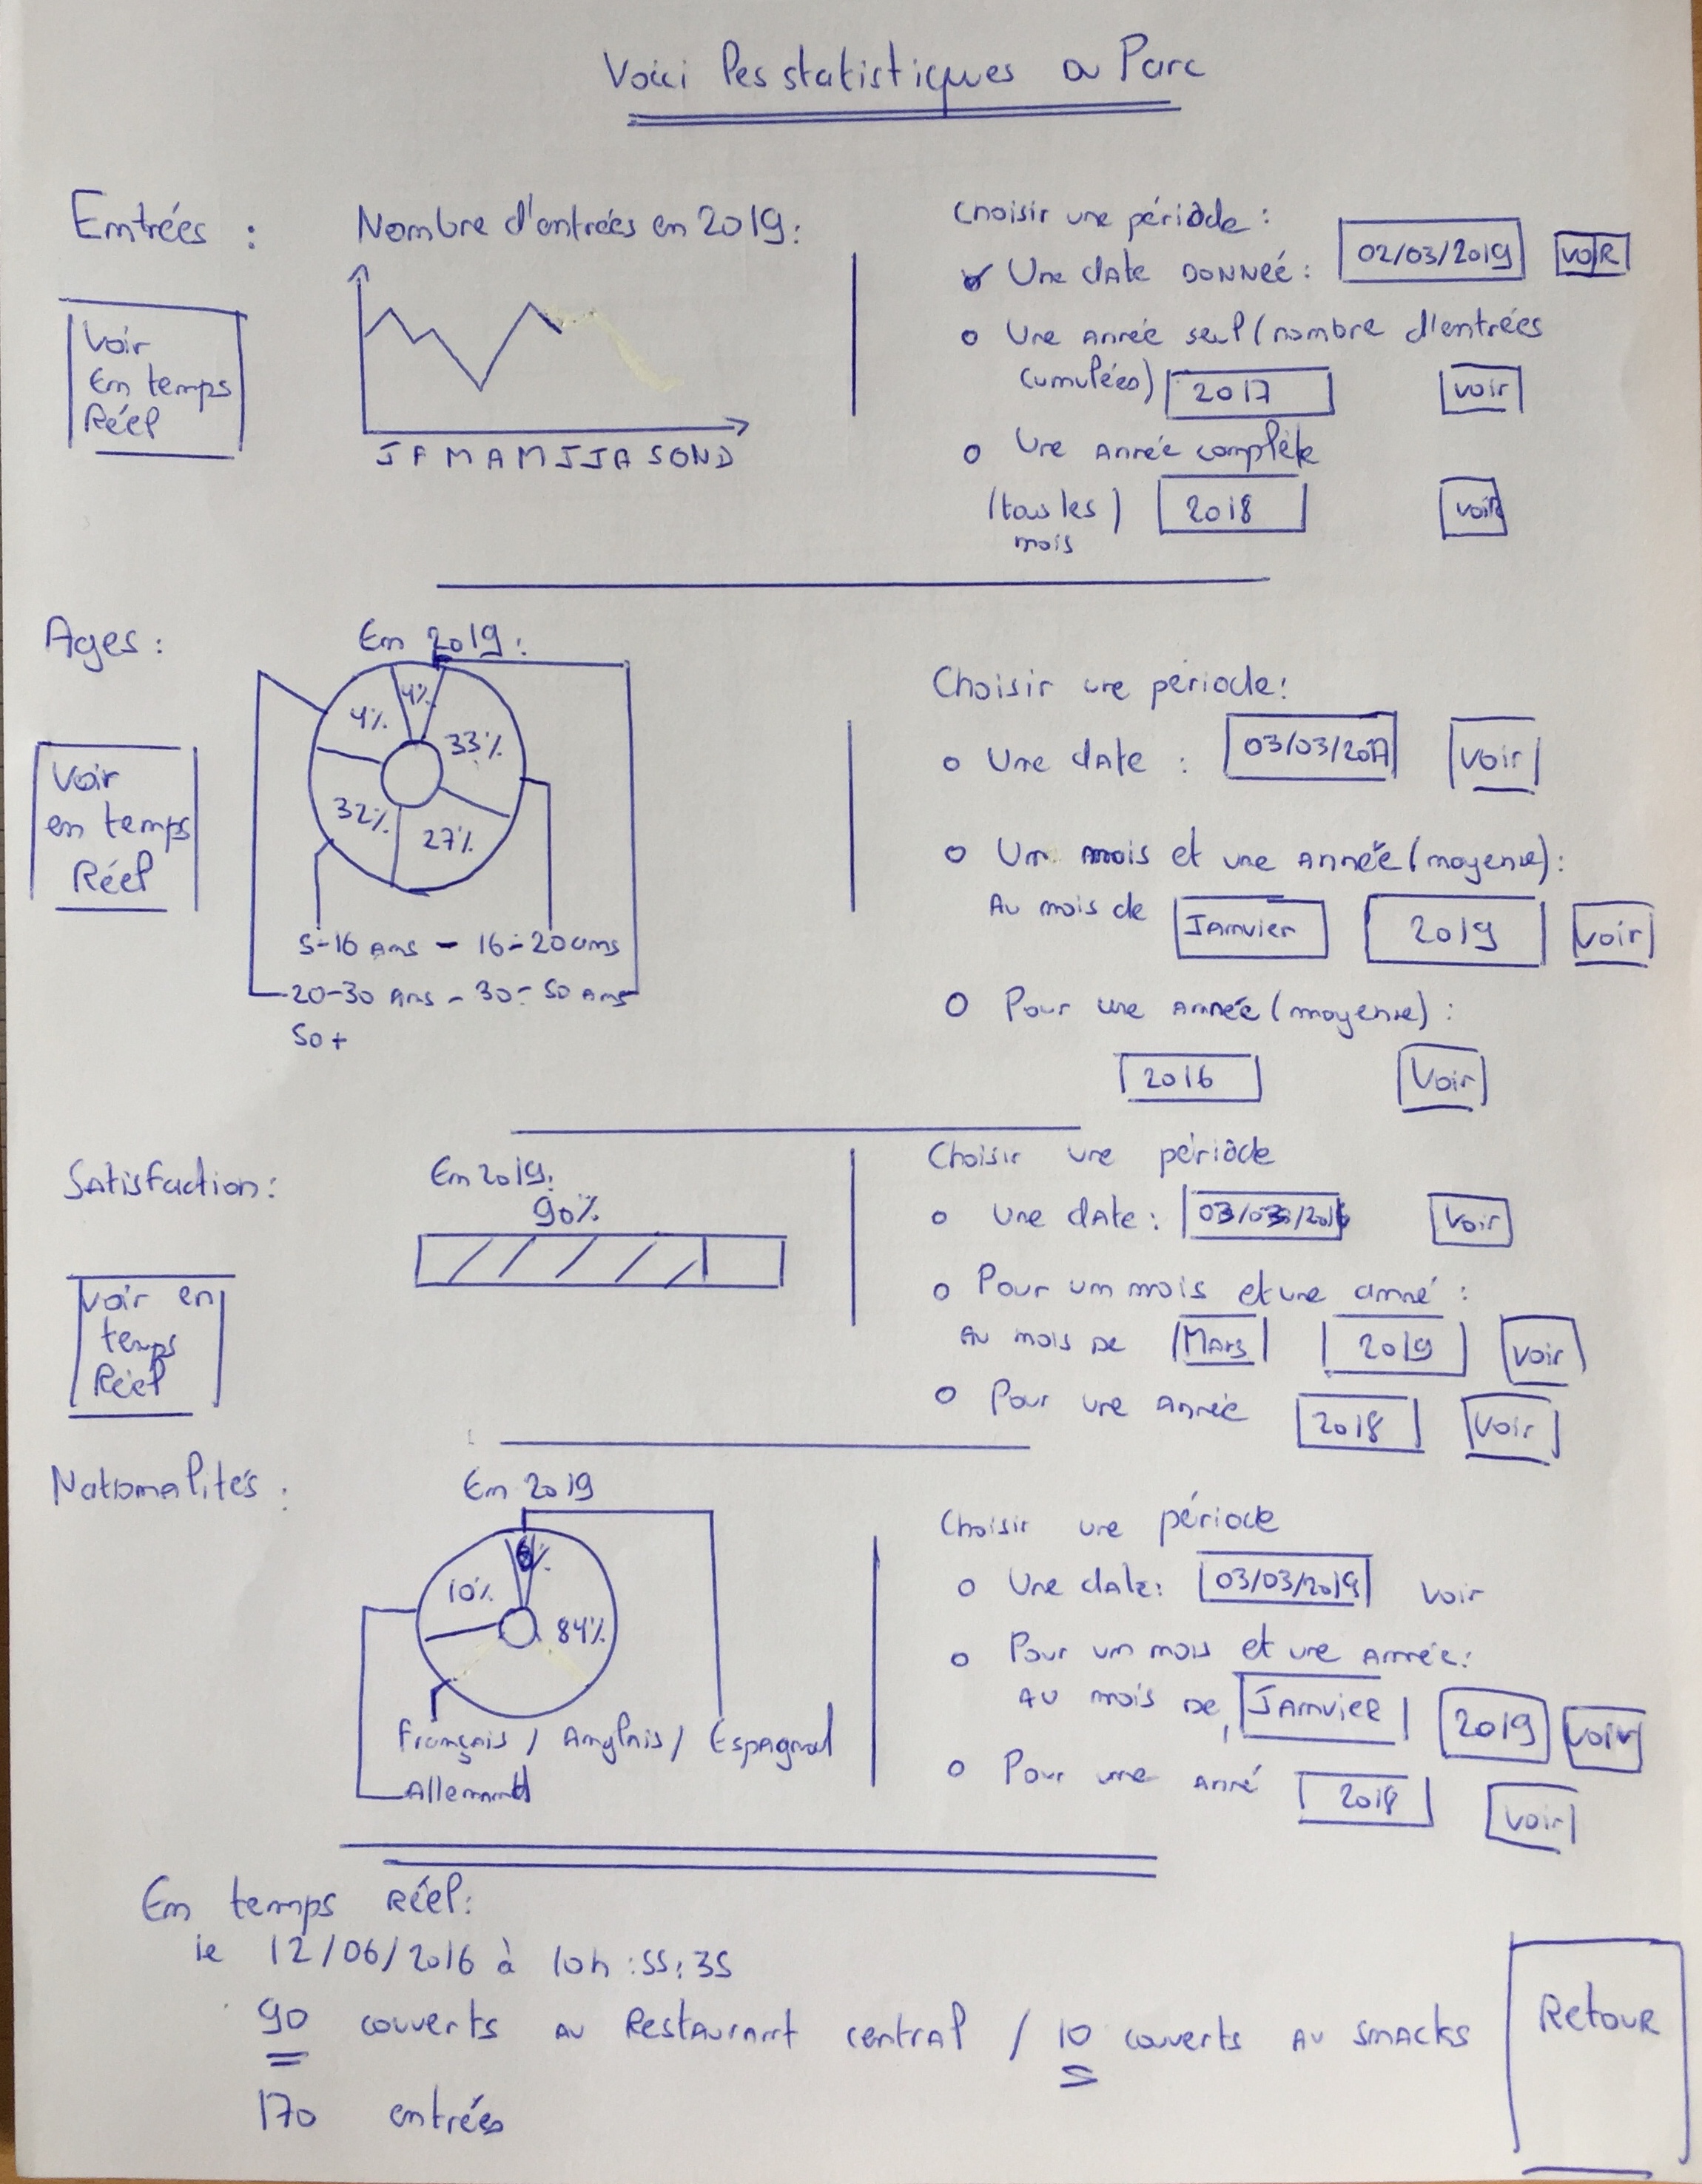 Voici les statistiques du Parc
Entrées :
Nombre d'entrées en 2019:
Voir
En temps
Réél
J F M A M J J A S O N D
Choisir une période :
Une date DONNéé : 02/03/2019 VOIR
Une Année seul (nombre d'entrées
cumulées) 2017 voir
Une Année complète
(tous les mois) 2018 voir
Ages :
En 2019:
Voir
en temps
Réél
4% 4% 33%
32% 27%
5-16 Ans - 16-20 ans
20-30 Ans - 30-50 Ans
50+
Choisir une période:
Une date : 03/03/2017 Voir
Un mois et une Année (moyenne):
Au mois de Janvier 2019 Voir
Pour une Année (moyenne) :
2016 Voir
Satisfaction:
En 2019:
90%
Voir en
temps
Réél
Choisir une période
Une date: 03/03/2016 Voir
Pour un mois et une anné :
Au mois De Mars 2019 Voir
Pour une Année 2018 Voir
Nationalités :
En 2019
10% 84%
Français / Anglais / Espagnol
Allemand
Choisir une période
Une date: 03/03/2019 Voir
Pour un mois et une Année:
AU mois De Janvier 2019 Voir
Pour une Anné 2018 Voir
En temps Réél:
le 12/06/2016 à 10h :55:35
90 couverts au Restaurant central / 10 couverts au snacks
170 entrées
Retour